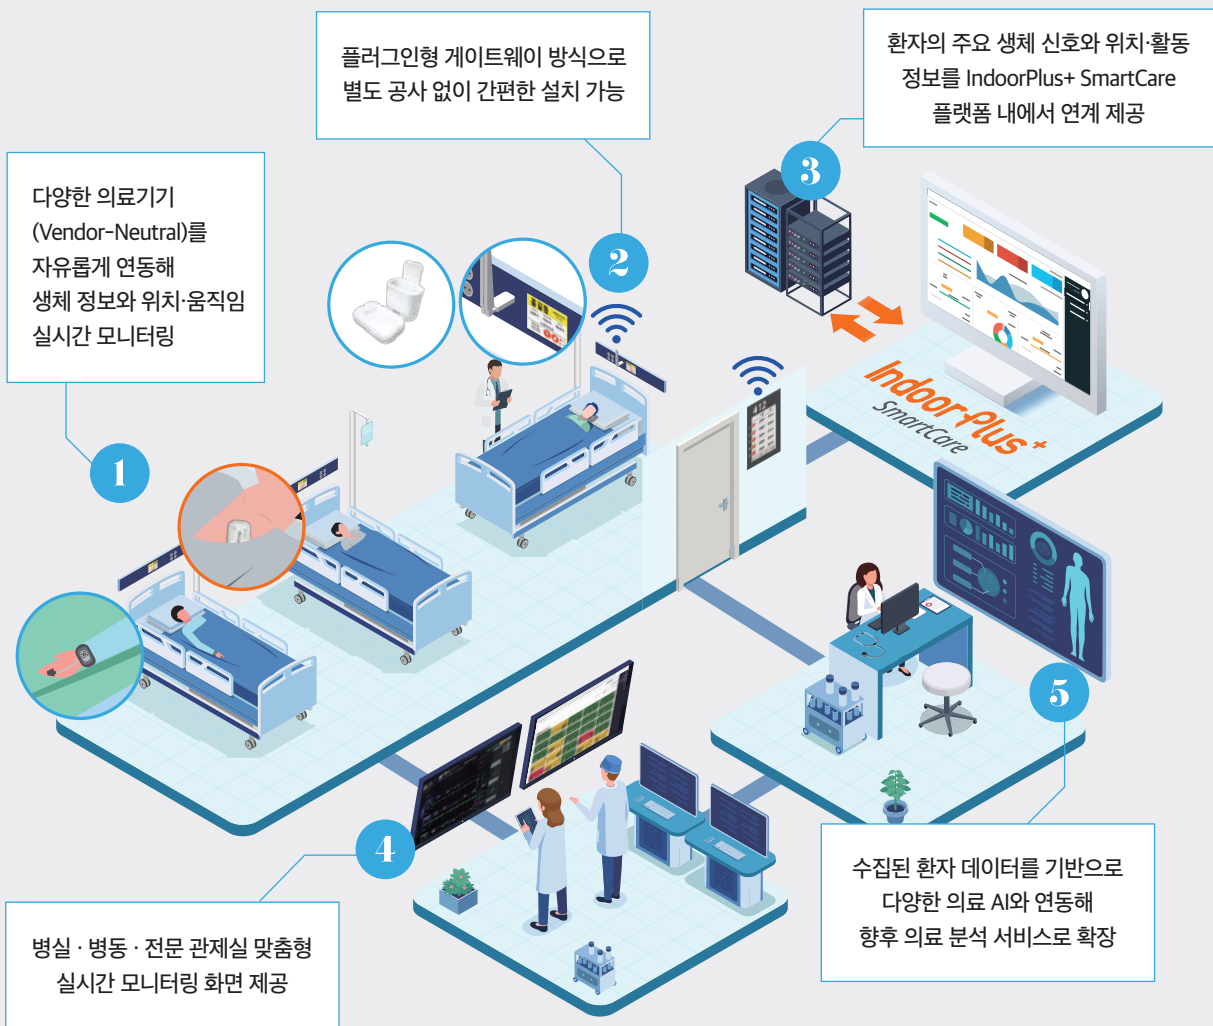 플러그인형 게이트웨이 방식으로
별도 공사 없이 간편한 설치 가능
환자의 주요 생체 신호와 위치·활동
정보를 IndoorPlus+ SmartCare
플랫폼 내에서 연계 제공
다양한 의료기기
(Vendor-Neutral)를
자유롭게 연동해
생체 정보와 위치·움직임
실시간 모니터링
1
2
3
412
IndoorPlus+
SmartCare
4
5
병실 · 병동 · 전문 관제실 맞춤형
실시간 모니터링 화면 제공
수집된 환자 데이터를 기반으로
다양한 의료 AI와 연동해
향후 의료 분석 서비스로 확장